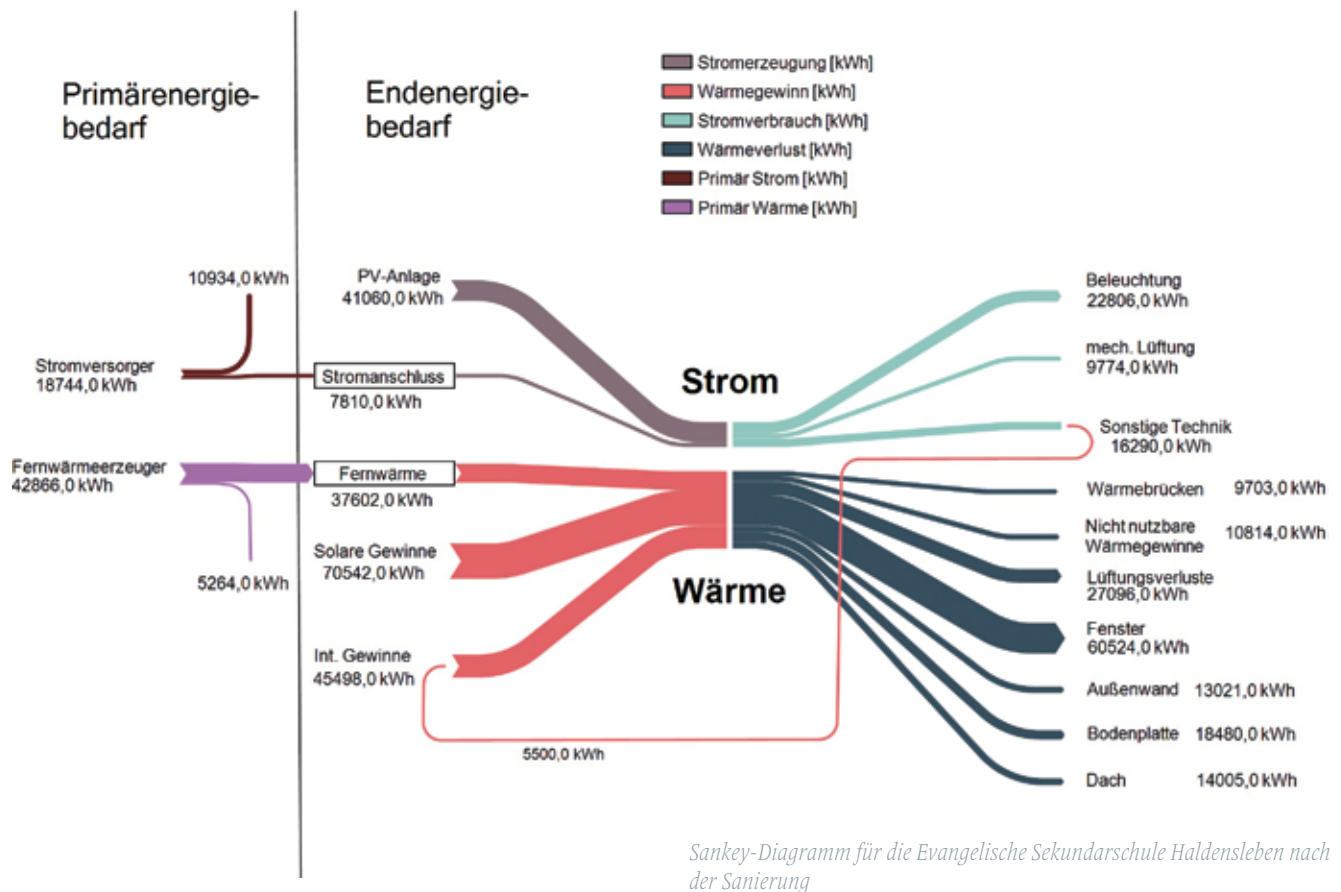 Primärenergie-
bedarf
Endenergie-
bedarf
Stromerzeugung [kWh]
Wärmegewinn [kWh]
Stromverbrauch [kWh]
Wärmeverlust [kWh]
Primär Strom [kWh]
Primär Wärme [kWh]
10934,0 kWh
Stromversorger
18744,0 kWh
Fernwärmeerzeuger
42866,0 kWh
5264,0 kWh
PV-Anlage
41060,0 kWh
Stromanschluss
7810,0 kWh
Fernwärme
37602,0 kWh
Solare Gewinne
70542,0 kWh
Int. Gewinne
45498,0 kWh
5500,0 kWh
Strom
Wärme
Beleuchtung
22806,0 kWh
mech. Lüftung
9774,0 kWh
Sonstige Technik
16290,0 kWh
Wärmebrücken 9703,0 kWh
Nicht nutzbare
Wärmegewinne 10814,0 kWh
Lüftungsverluste
27096,0 kWh
Fenster
60524,0 kWh
Außenwand 13021,0 kWh
Bodenplatte 18480,0 kWh
Dach 14005,0 kWh
Sankey-Diagramm für die Evangelische Sekundarschule Haldensleben nach
der Sanierung